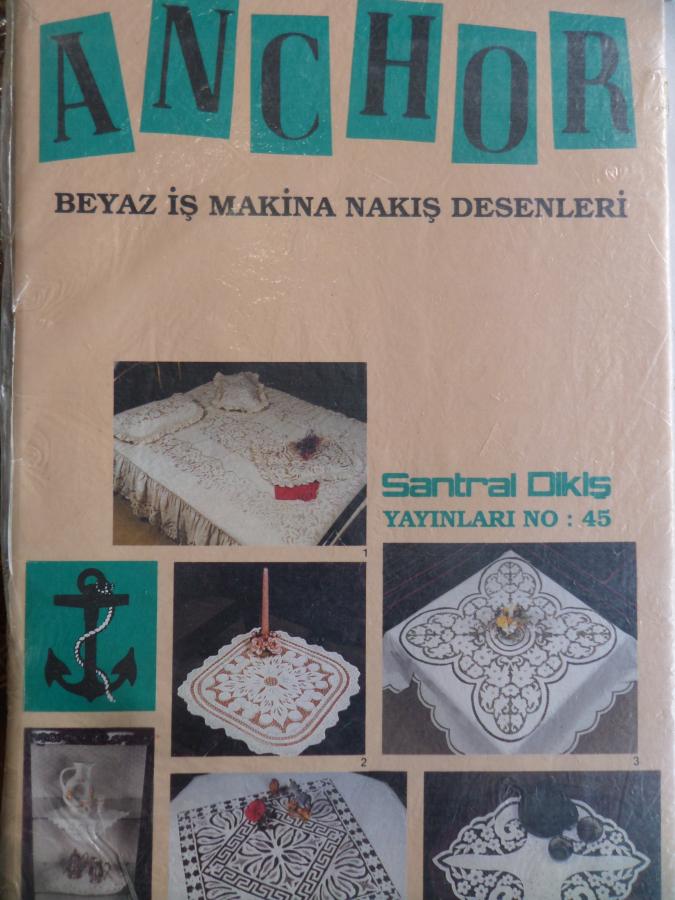 ANCHOR
BEYAZ İŞ MAKİNA NAKIŞ DESENLERİ
Santral Dikiş
YAYINLARI NO : 45
1
2
3